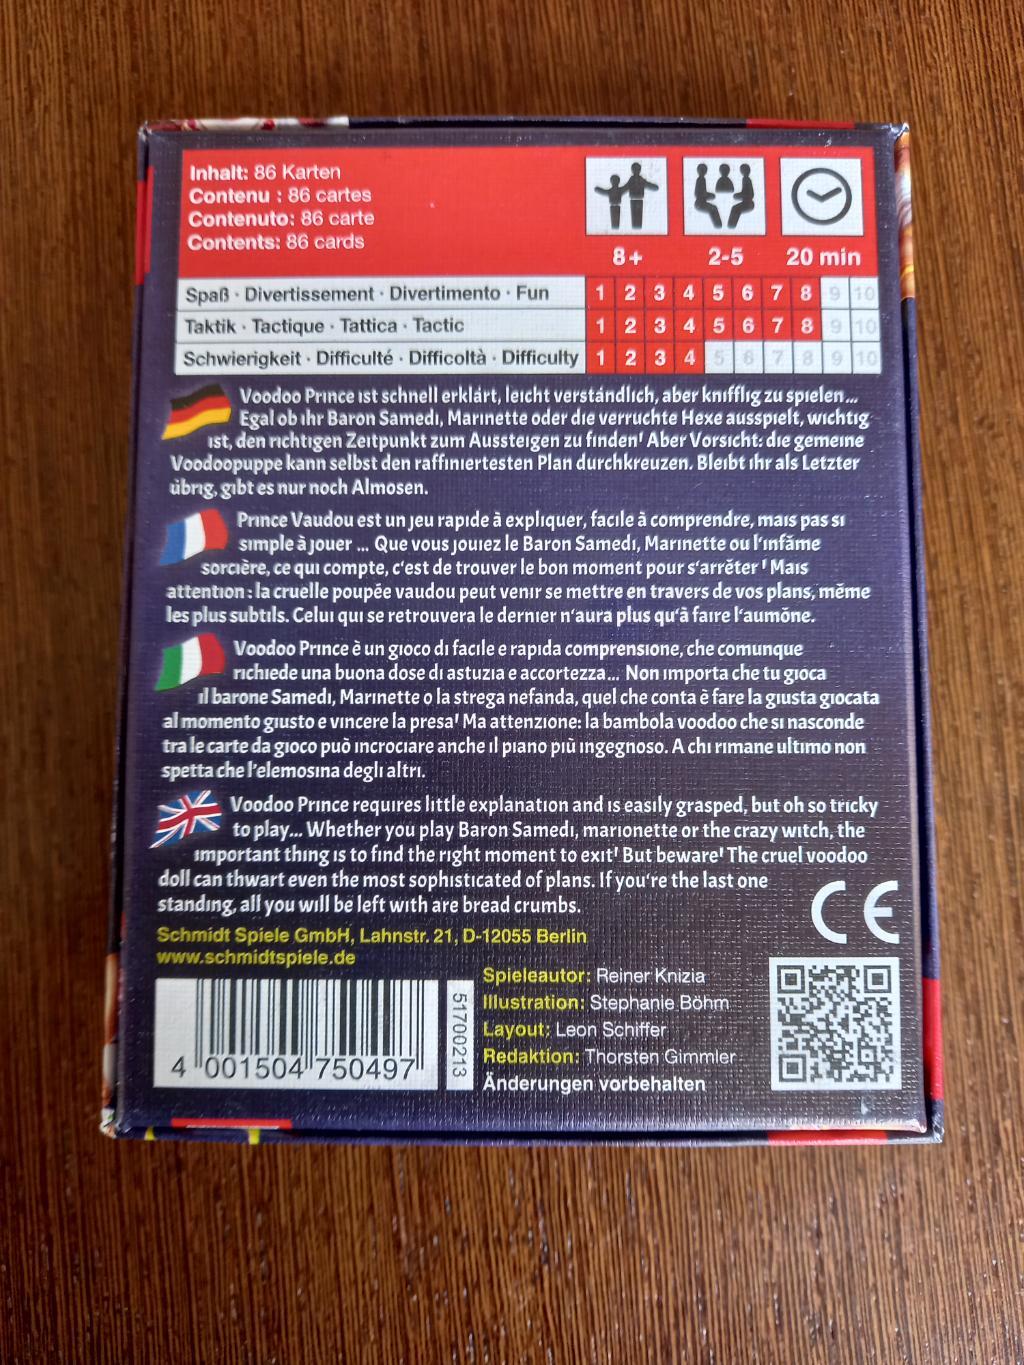 Inhalt: 86 Karten
Contenu : 86 cartes
Contenuto: 86 carte
Contents: 86 cards
8+ 2-5 20 min
Spaß · Divertissement · Divertimento · Fun 1 2 3 4 5 6 7 8 9 10
Taktik · Tactique · Tattica · Tactic 1 2 3 4 5 6 7 8 9 10
Schwierigkeit · Difficulté · Difficoltà · Difficulty 1 2 3 4 5 6 7 8 9 10
Voodoo Prince ist schnell erklärt, leicht verständlich, aber knifflig zu spielen...
Egal ob ihr Baron Samedi, Marinette oder die verruchte Hexe ausspielt, wichtig
ist, den richtigen Zeitpunkt zum Aussteigen zu finden! Aber Vorsicht: die gemeine
Voodoopuppe kann selbst den raffiniertesten Plan durchkreuzen. Bleibt ihr als Letzter
übrig, gibt es nur noch Almosen.
Prince Vaudou est un jeu rapide à expliquer, facile à comprendre, mais pas si
simple à jouer ... Que vous jouiez le Baron Samedi, Marinette ou l'infâme
sorcière, ce qui compte, c'est de trouver le bon moment pour s'arrêter ! Mais
attention : la cruelle poupée vaudou peut venir se mettre en travers de vos plans, même
les plus subtils. Celui qui se retrouvera le dernier n'aura plus qu'à faire l'aumône.
Voodoo Prince è un gioco di facile e rapida comprensione, che comunque
richiede una buona dose di astuzia e accortezza... Non importa che tu gioca
il barone Samedi, Marinette o la strega nefanda, quel che conta è fare la giusta giocata
al momento giusto e vincere la presa! Ma attenzione: la bambola voodoo che si nasconde
tra le carte da gioco può incrociare anche il piano più ingegnoso. A chi rimane ultimo non
spetta che l'elemosina degli altri.
Voodoo Prince requires little explanation and is easily grasped, but oh so tricky
to play... Whether you play Baron Samedi, marionette or the crazy witch, the
important thing is to find the right moment to exit! But beware! The cruel voodoo
doll can thwart even the most sophisticated of plans. If you're the last one
standing, all you will be left with are bread crumbs.
CE
Schmidt Spiele GmbH, Lahnstr. 21, D-12055 Berlin
www.schmidtspiele.de
4 001504 750497
51700213
Spieleautor: Reiner Knizia
Illustration: Stephanie Böhm
Layout: Leon Schiffer
Redaktion: Thorsten Gimmler
Änderungen vorbehalten